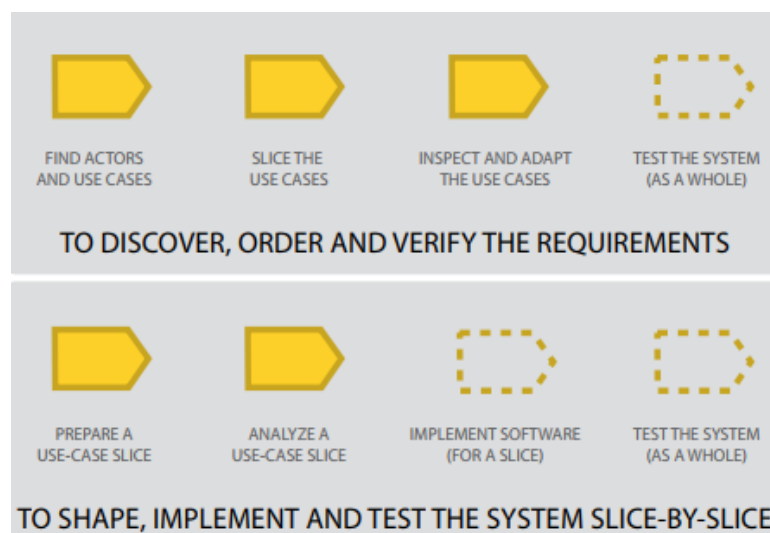 FIND ACTORS
AND USE CASES
SLICE THE
USE CASES
INSPECT AND ADAPT
THE USE CASES
TEST THE SYSTEM
(AS A WHOLE)
TO DISCOVER, ORDER AND VERIFY THE REQUIREMENTS
PREPARE A
USE-CASE SLICE
ANALYZE A
USE-CASE SLICE
IMPLEMENT SOFTWARE
(FOR A SLICE)
TEST THE SYSTEM
(AS A WHOLE)
TO SHAPE, IMPLEMENT AND TEST THE SYSTEM SLICE-BY-SLICE